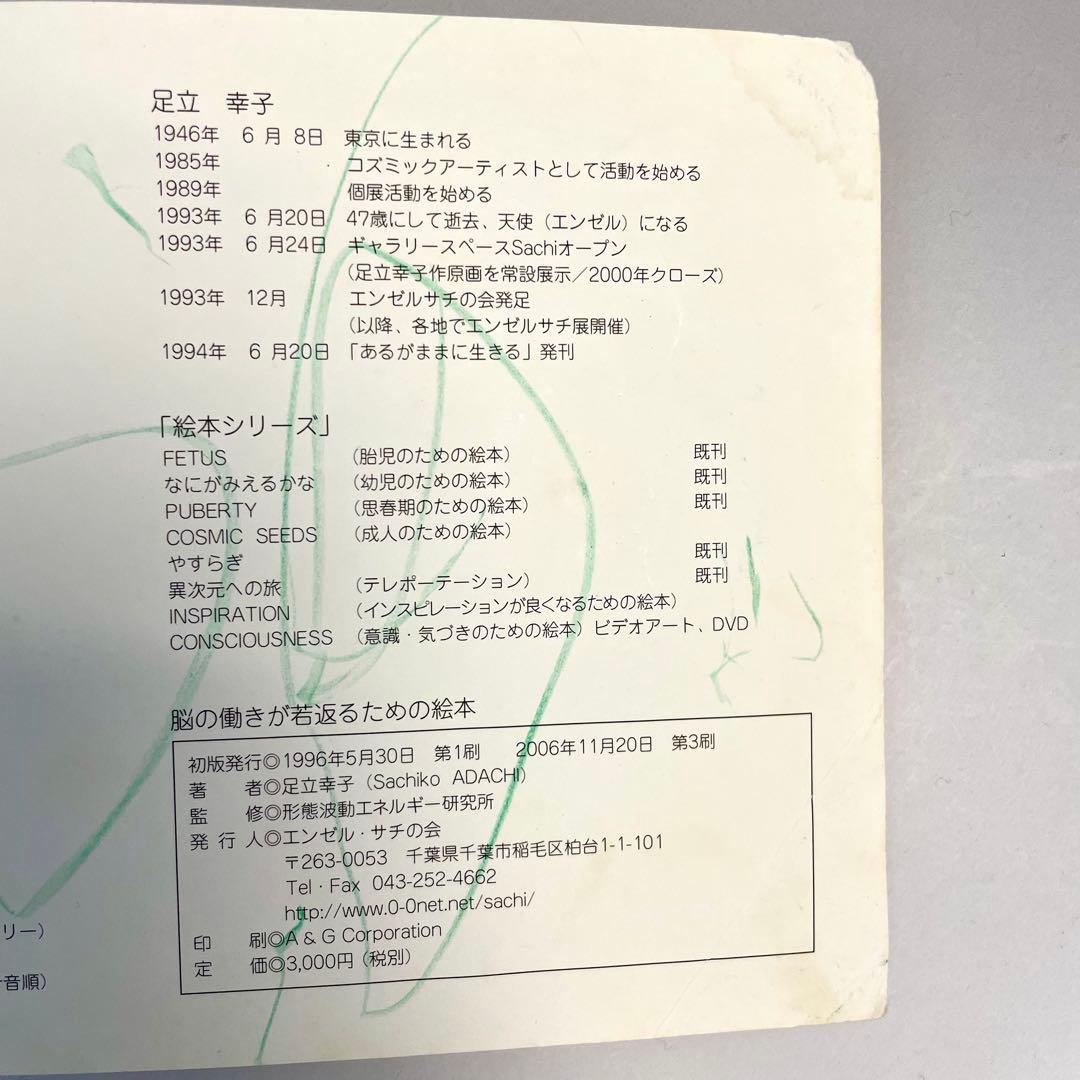 足立 幸子
1946年 6月 8日 東京に生まれる
1985年 コズミックアーティストとして活動を始める
1989年 個展活動を始める
1993年 6月20日 47歳にして逝去、天使(エンゼル)になる
1993年 6月24日 ギャラリースペースSachiオープン
(足立幸子作原画を常設展示/2000年クローズ)
1993年 12月 エンゼルサチの会発足
(以降、各地でエンゼルサチ展開催)
1994年 6月20日 「あるがままに生きる」発刊
「絵本シリーズ」
FETUS (胎児のための絵本) 既刊
なにがみえるかな (幼児のための絵本) 既刊
PUBERTY (思春期のための絵本) 既刊
COSMIC SEEDS (成人のための絵本)
やすらぎ 既刊
異次元への旅 (テレポーテーション) 既刊
INSPIRATION (インスピレーションが良くなるための絵本)
CONSCIOUSNESS (意識・気づきのための絵本) ビデオアート、DVD
脳の働きが若返るための絵本
初版発行◎1996年5月30日 第1刷 2006年11月20日 第3刷
著 者◎足立幸子(Sachiko ADACHI)
監 修◎形態波動エネルギー研究所
発行人◎エンゼル・サチの会
〒263-0053 千葉県千葉市稲毛区柏台1-1-101
Tel・Fax 043-252-4662
http://www.0-0net.net/sachi/
印 刷◎A & G Corporation
定 価◎3,000円(税別)
リー)
音順)